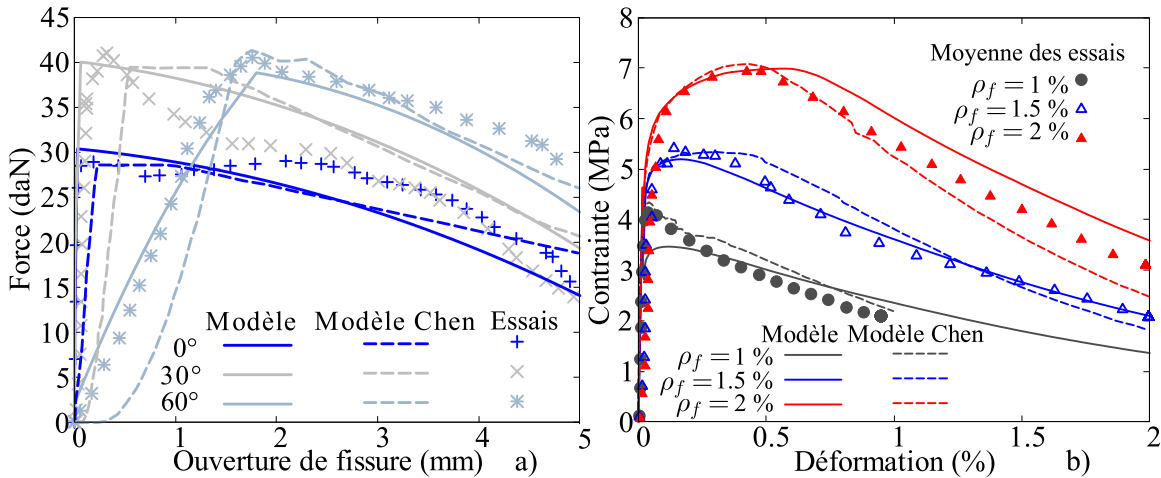 Force (daN)
45
40
35
30
25
20
15
10
5
0
0 1 2 3 4 5
Ouverture de fissure (mm) a)
Modèle Modèle Chen Essais
0°
30°
60°
Contrainte (MPa)
8
7
6
5
4
3
2
1
0
0 0.5 1 1.5 2
Déformation (%) b)
Moyenne des essais
ρf = 1 %
ρf = 1.5 %
ρf = 2 %
Modèle Modèle Chen
ρf = 1 %
ρf = 1.5 %
ρf = 2 %